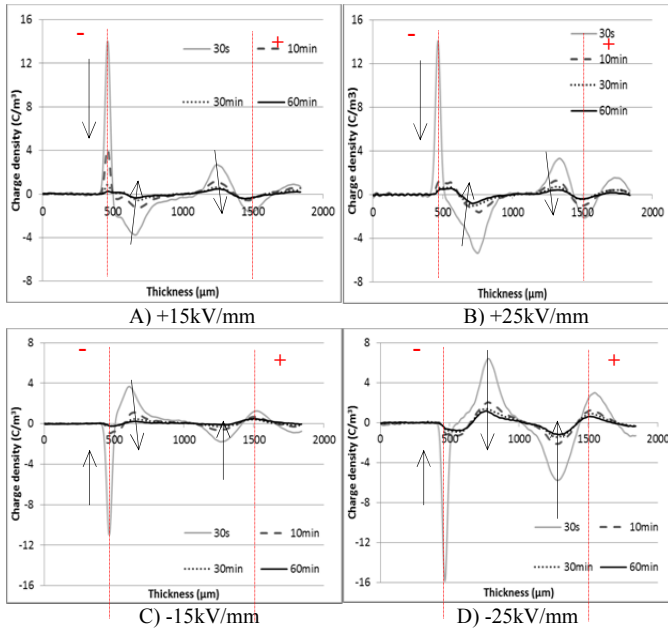 16
12
8
4
0
-4
-8
Charge density (C/m³)
-
+
30s
10min
30min
60min
0
500
1000
1500
2000
Thickness (µm)
A) +15kV/mm
16
12
8
4
0
-4
-8
Charge density (C/m3)
-
+
30s
10min
30min
60min
0
500
1000
1500
2000
Thickness (µm)
B) +25kV/mm
8
4
0
-4
-8
-12
-16
Charge density (C/m³)
-
+
0
500
1000
1500
2000
30s
10min
30min
60min
Thickness (µm)
C) -15kV/mm
8
4
0
-4
-8
-12
-16
Charge density (C/m³)
-
+
0
500
1000
1500
2000
30s
10min
30min
60min
Thickness (µm)
D) -25kV/mm